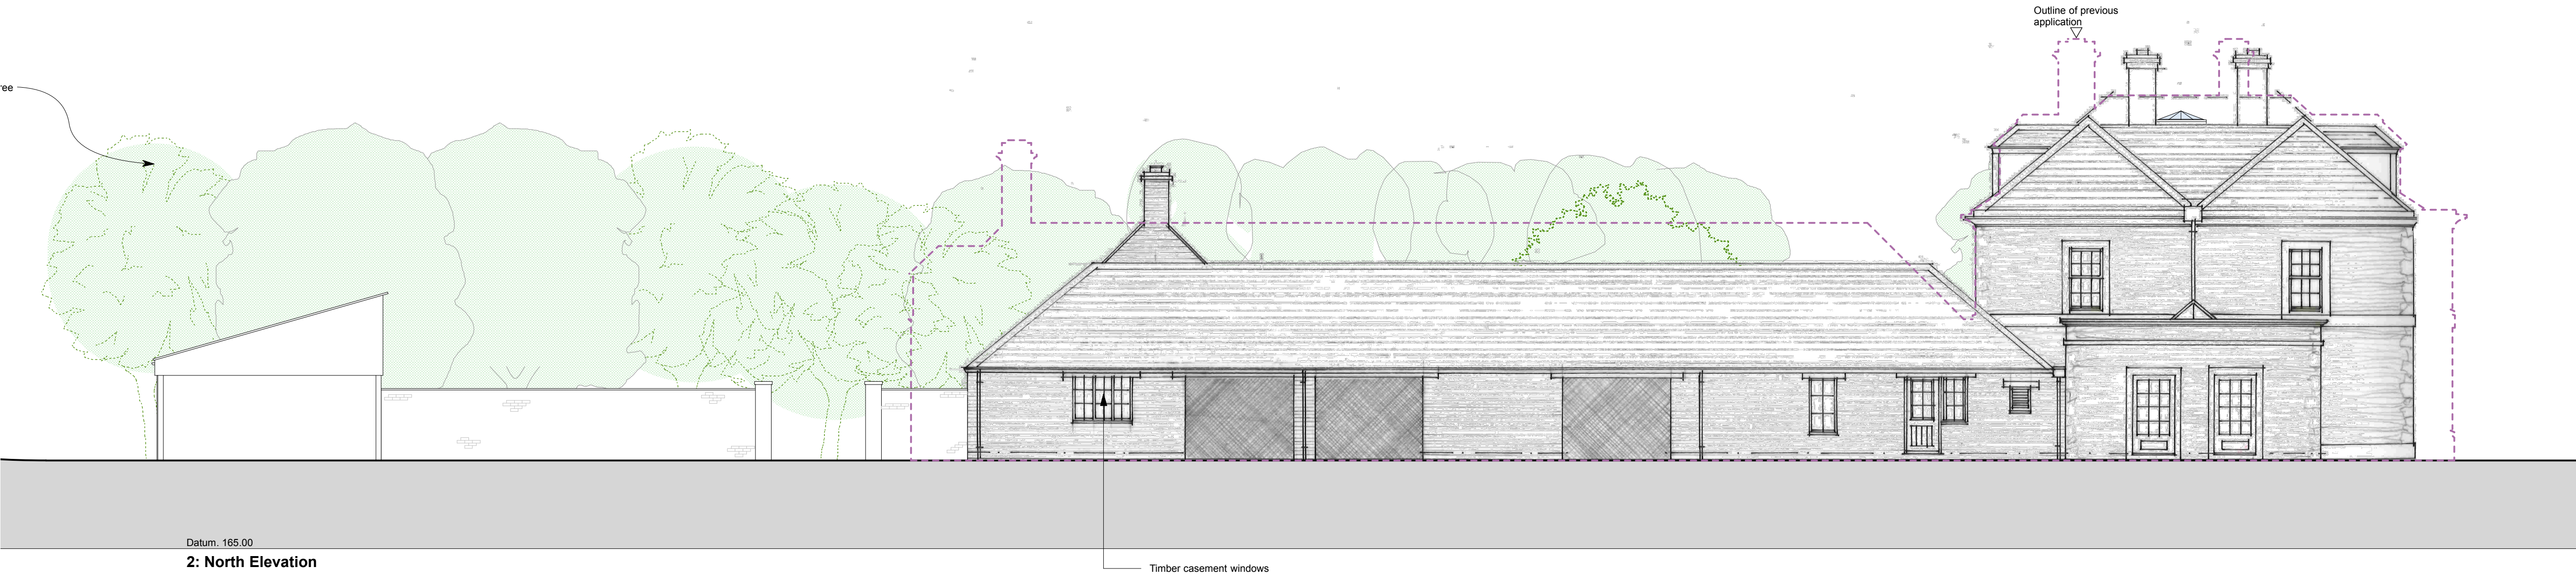 Outline of previous
application
ree
Datum. 165.00
2: North Elevation
Timber casement windows